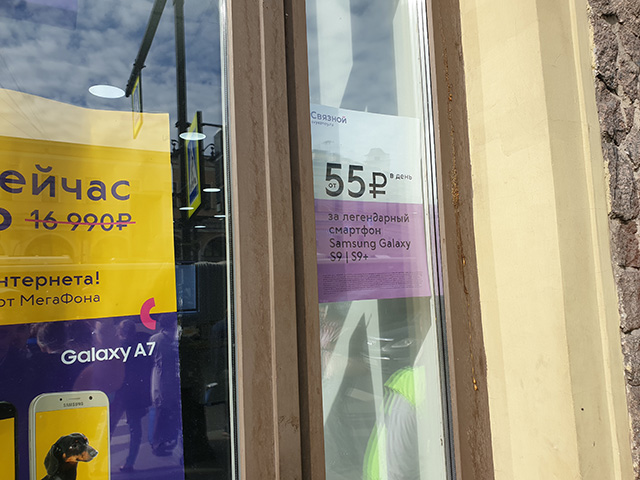 ейчас
16 990₽
нтернета!
от МегаФона
Galaxy A7
SAMSUNG
Связной
от 55₽ в день
за легендарный
смартфон
Samsung Galaxy
S9 | S9+